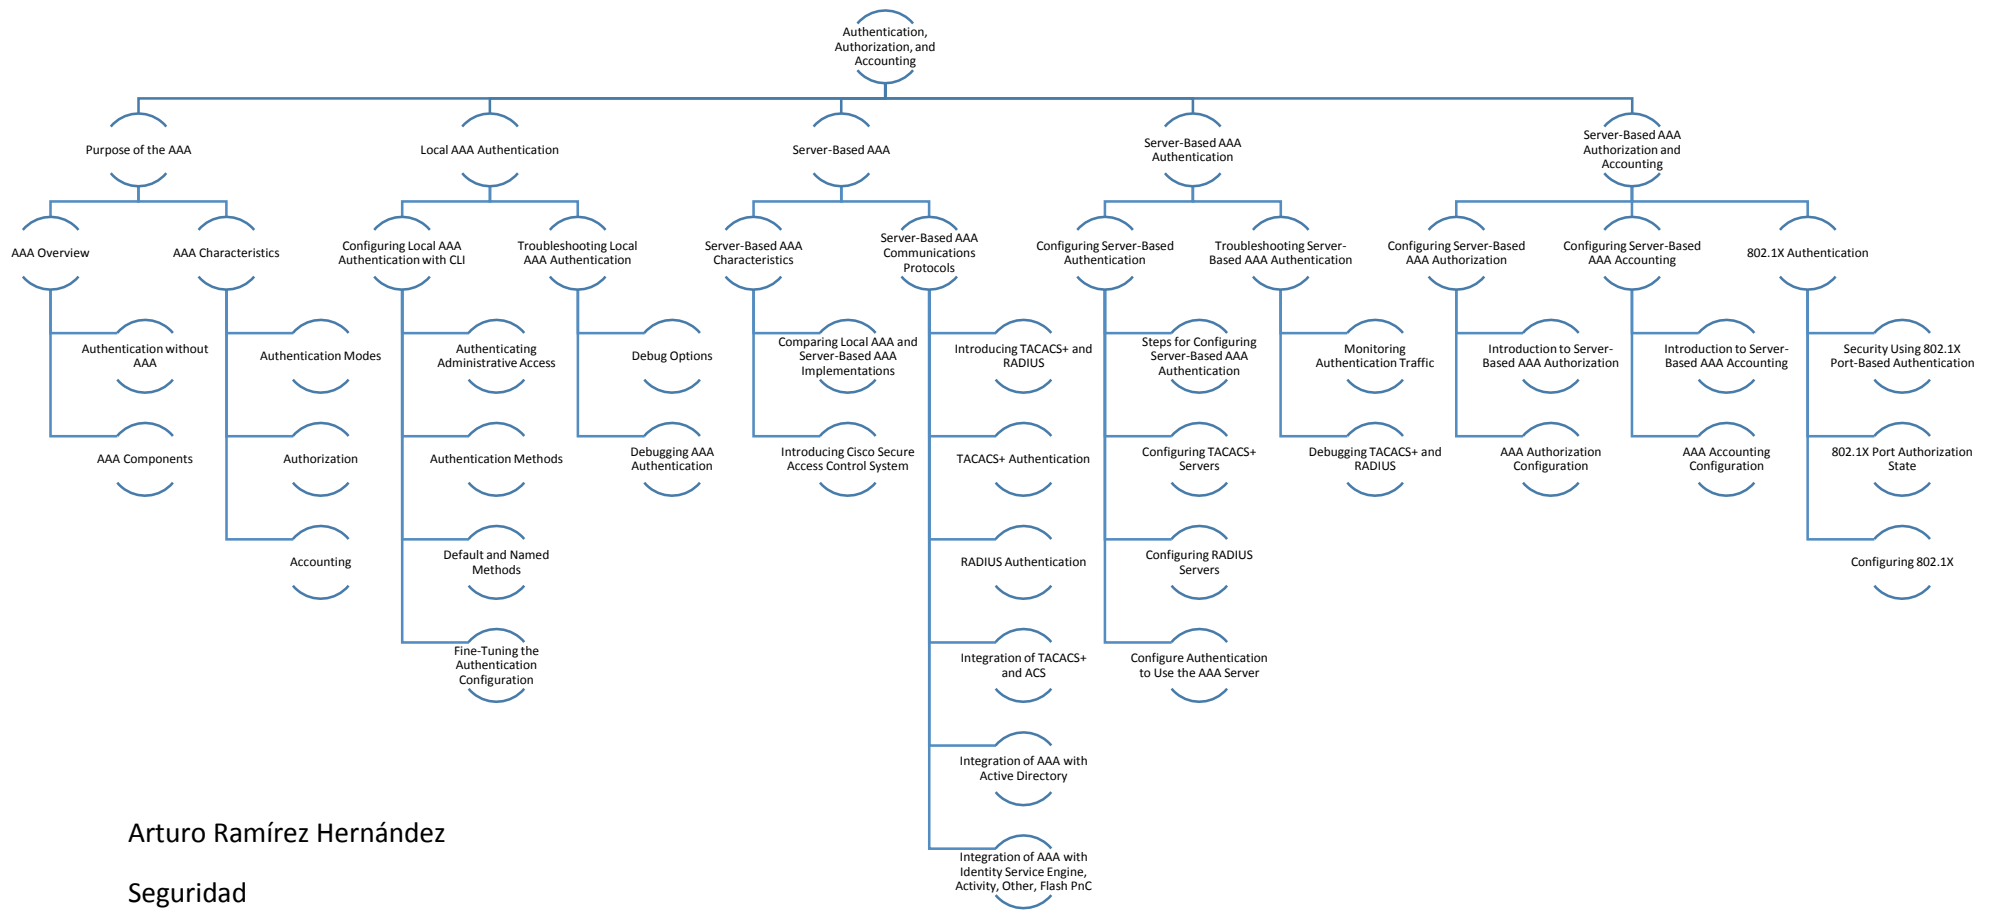 Authentication,
Authorization, and
Accounting
Purpose of the AAA
Local AAA Authentication
Server-Based AAA
Server-Based AAA
Authentication
Server-Based AAA
Authorization and
Accounting
AAA Overview
AAA Characteristics
Configuring Local AAA
Authentication with CLI
Troubleshooting Local
AAA Authentication
Server-Based AAA
Characteristics
Server-Based AAA
Communications
Protocols
Configuring Server-Based
Authentication
Troubleshooting Server-
Based AAA Authentication
Configuring Server-Based
AAA Authorization
Configuring Server-Based
AAA Accounting
802.1X Authentication
Authentication without
AAA
Authentication Modes
Authenticating
Administrative Access
Debug Options
Comparing Local AAA and
Server-Based AAA
Implementations
Introducing TACACS+ and
RADIUS
Steps for Configuring
Server-Based AAA
Authentication
Monitoring
Authentication Traffic
Introduction to Server-
Based AAA Authorization
Introduction to Server-
Based AAA Accounting
Security Using 802.1X
Port-Based Authentication
AAA Components
Authorization
Authentication Methods
Debugging AAA
Authentication
Introducing Cisco Secure
Access Control System
TACACS+ Authentication
Configuring TACACS+
Servers
Debugging TACACS+ and
RADIUS
AAA Authorization
Configuration
AAA Accounting
Configuration
802.1X Port Authorization
State
Accounting
Default and Named
Methods
RADIUS Authentication
Configuring RADIUS
Servers
Configuring 802.1X
Fine-Tuning the
Authentication
Configuration
Integration of TACACS+
and ACS
Configure Authentication
to Use the AAA Server
Integration of AAA with
Active Directory
Integration of AAA with
Identity Service Engine,
Activity, Other, Flash PnC
Arturo Ramírez Hernández
Seguridad